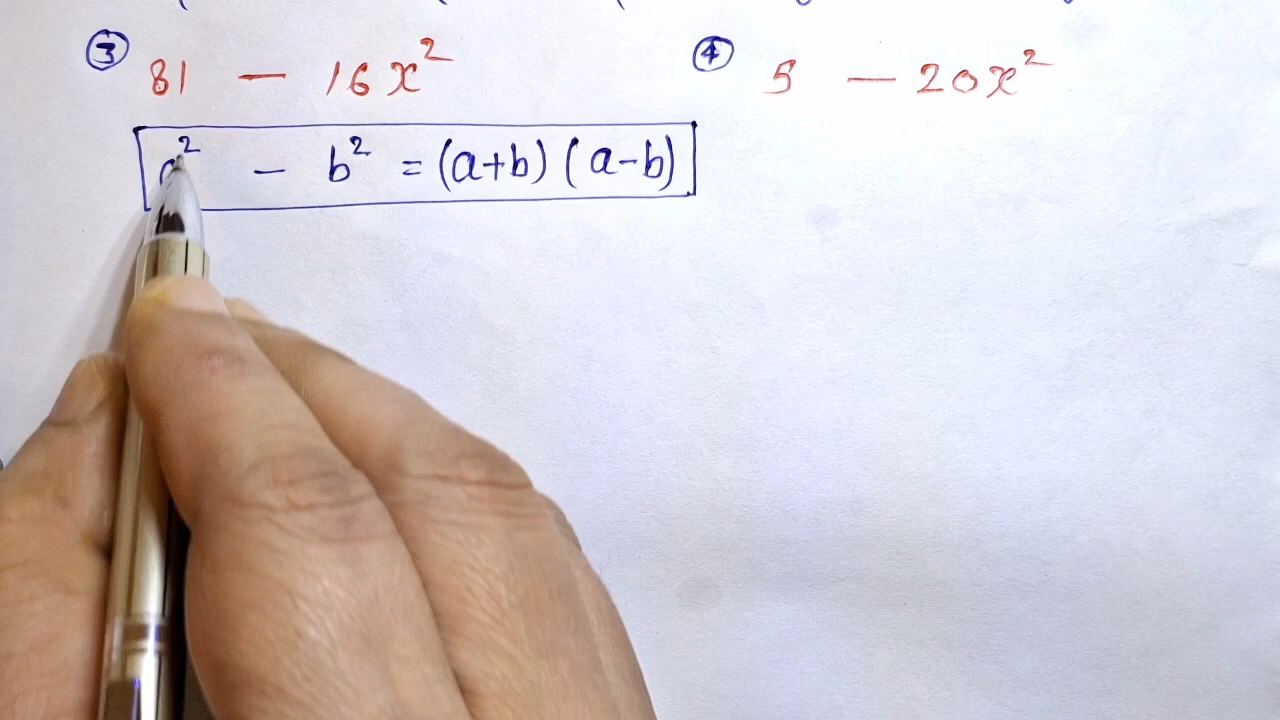 ③ 81 - 16x² ④ 5 - 20x²
a² - b² = (a+b) (a-b)